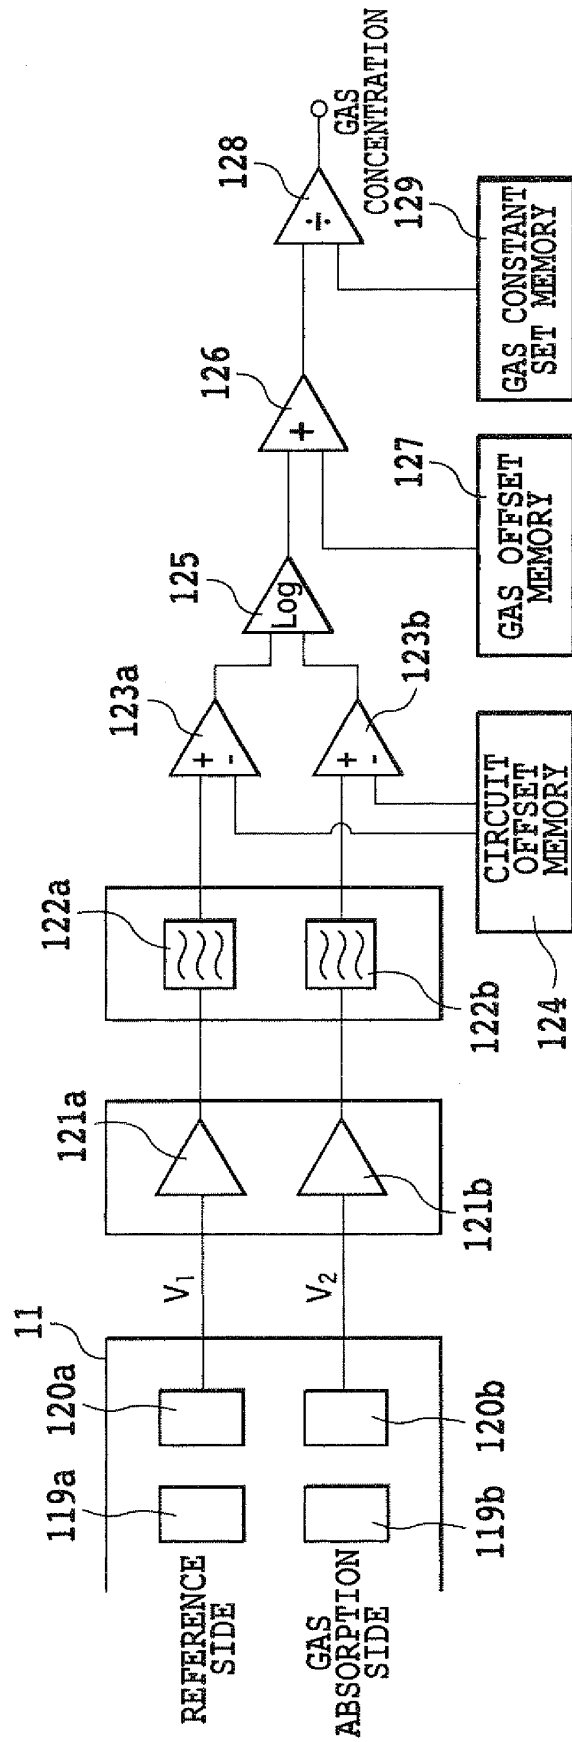 REFERENCE
SIDE
GAS
ABSORPTION
SIDE
119a
119b
120a
120b
11
V1
V2
121a
121b
122a
122b
123a
+
-
123b
+
-
124
CIRCUIT
OFFSET
MEMORY
125
Log
126
+
127
GAS OFFSET
MEMORY
128
÷
129
GAS CONSTANT
SET MEMORY
GAS
CONCENTRATION